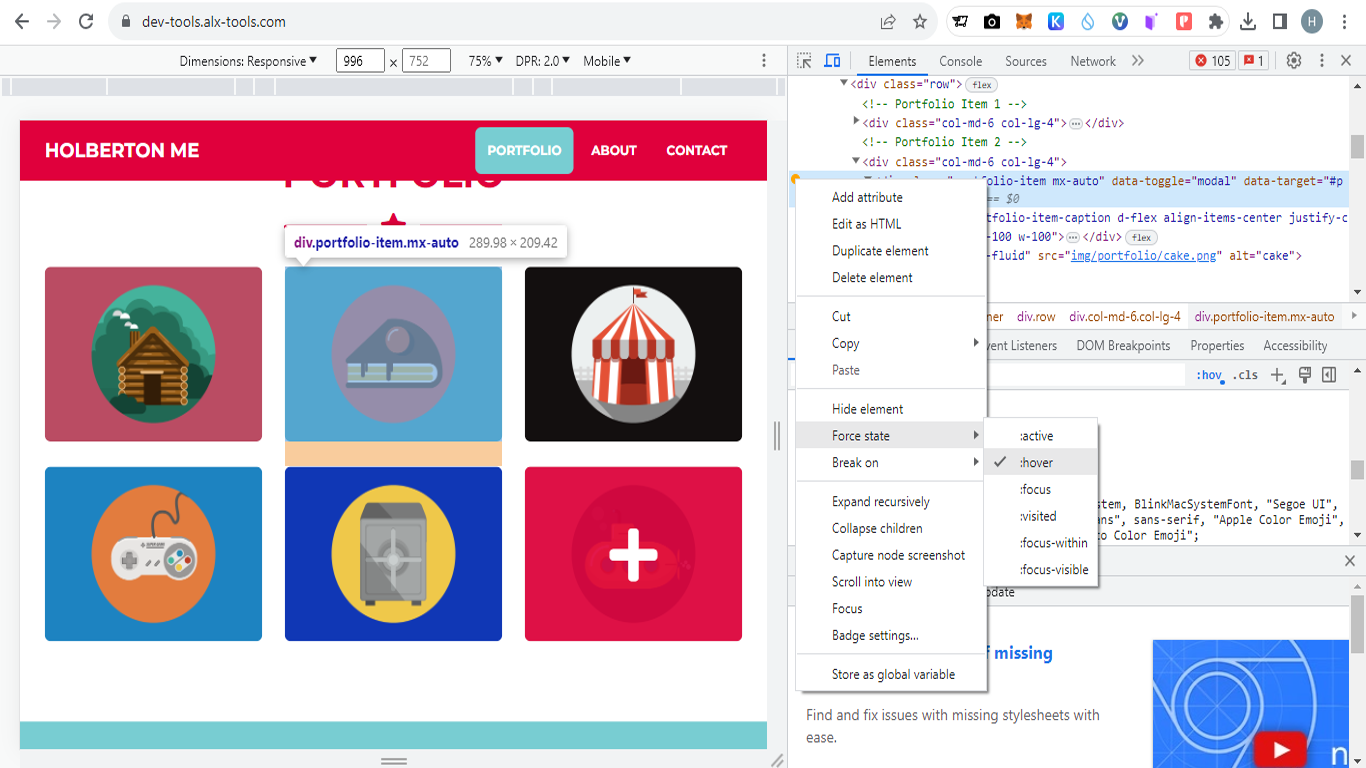 dev-tools.alx-tools.com
H
Dimensions: Responsive
996 x 752
75%
DPR: 2.0
Mobile
Elements
Console
Sources
Network
105
1
HOLBERTON ME
PORTFOLIO
ABOUT
CONTACT
PORTFOLIO
div.portfolio-item.mx-auto 289.98 × 209.42
<div class="row"> flex
<!-- Portfolio Item 1 -->
<div class="col-md-6 col-lg-4"> </div>
<!-- Portfolio Item 2 -->
<div class="col-md-6 col-lg-4">
tfolio-item mx-auto" data-toggle="modal" data-target="#p
== $0
tfolio-item-caption d-flex align-items-center justify-c
-100 w-100"> </div> flex
-fluid" src="img/portfolio/cake.png" alt="cake">
ner
div.row
div.col-md-6.col-lg-4
div.portfolio-item.mx-auto
vent Listeners
DOM Breakpoints
Properties
Accessibility
:hov
.cls
Add attribute
Edit as HTML
Duplicate element
Delete element
Cut
Copy
Paste
Hide element
Force state
Break on
Expand recursively
Collapse children
Capture node screenshot
Scroll into view
Focus
Badge settings...
Store as global variable
:active
:hover
:focus
:visited
:focus-within
:focus-visible
stem, BlinkMacSystemFont, "Segoe UI",
ans", sans-serif, "Apple Color Emoji",
o Color Emoji";
pdate
f missing
Find and fix issues with missing stylesheets with
ease.
n